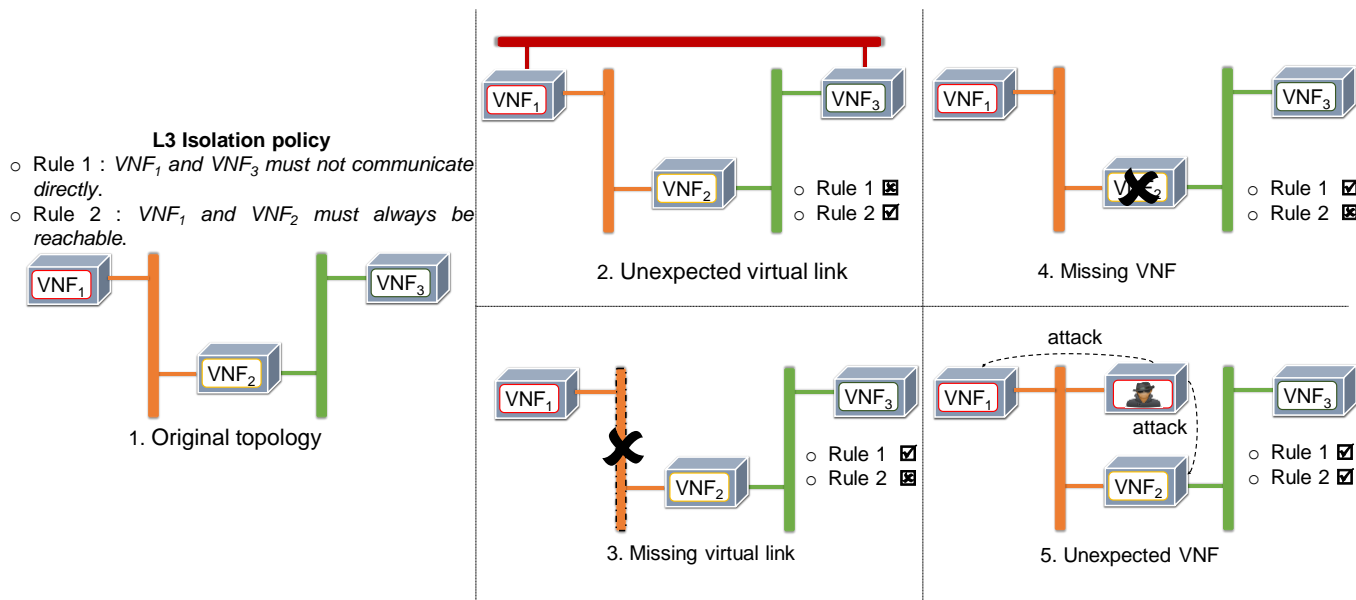 L3 Isolation policy
○ Rule 1 : VNF₁ and VNF₃ must not communicate
directly.
○ Rule 2 : VNF₁ and VNF₂ must always be
reachable.
VNF₁
VNF₃
VNF₂
1. Original topology
VNF₁
VNF₃
VNF₂
○ Rule 1 ☒
○ Rule 2 ☑
2. Unexpected virtual link
VNF₁
VNF₃
VNF₂
○ Rule 1 ☑
○ Rule 2 ☒
3. Missing virtual link
VNF₁
VNF₃
○ Rule 1 ☑
○ Rule 2 ☒
4. Missing VNF
attack
VNF₁
VNF₃
attack
VNF₂
○ Rule 1 ☑
○ Rule 2 ☑
5. Unexpected VNF